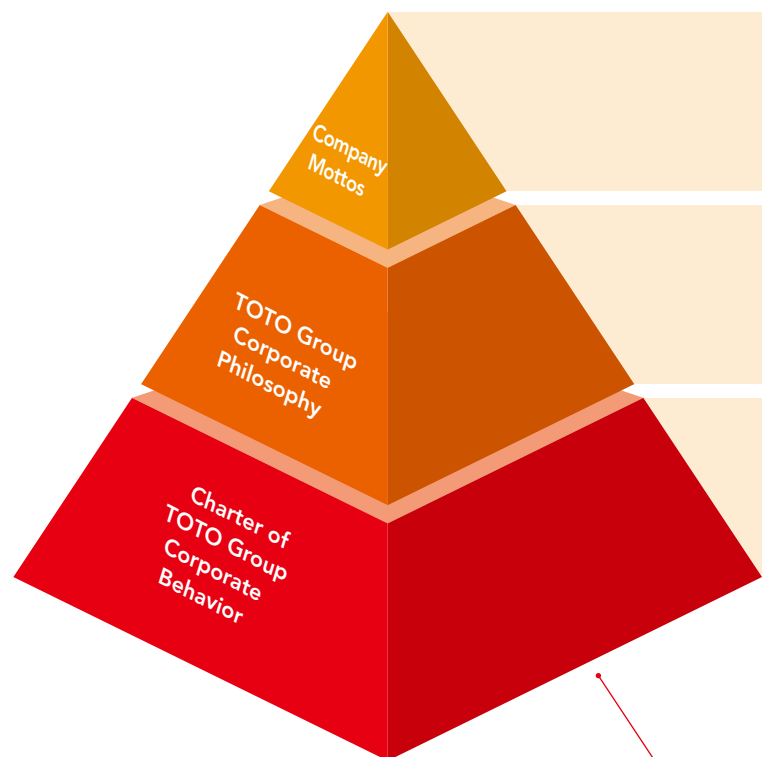 Company
Mottos
TOTO Group
Corporate
Philosophy
Charter of
TOTO Group
Corporate
Behavior